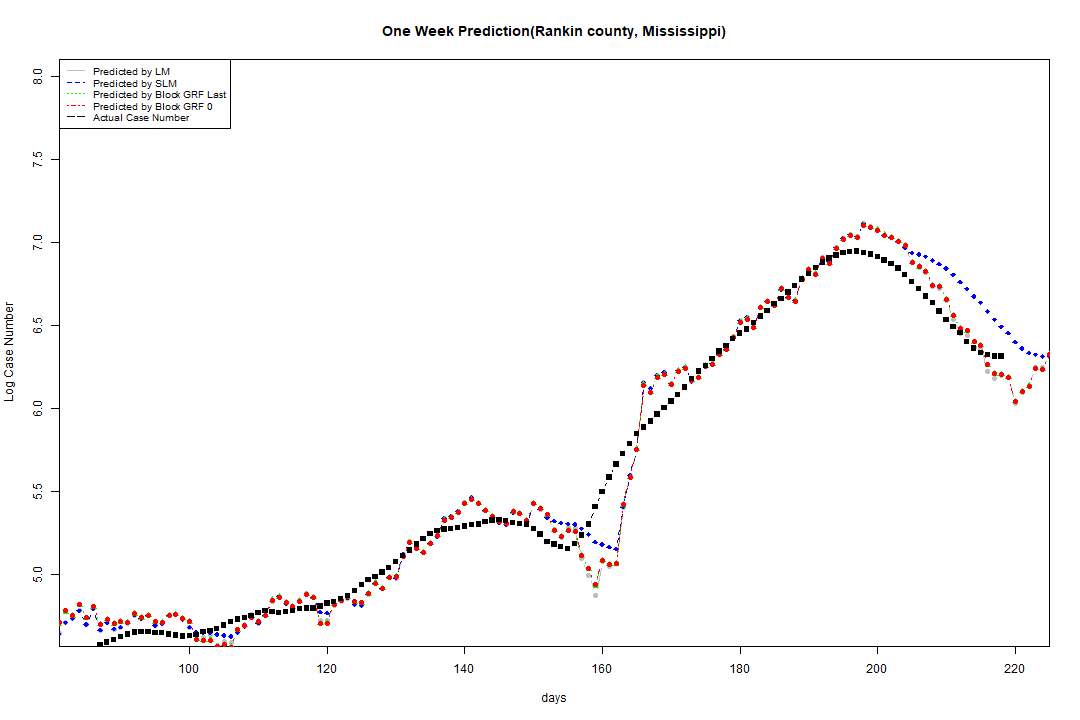 One Week Prediction(Rankin county, Mississippi)
Predicted by LM
Predicted by SLM
Predicted by Block GRF Last
Predicted by Block GRF 0
Actual Case Number
8.0
7.5
7.0
6.5
6.0
5.5
5.0
Log Case Number
100 120 140 160 180 200 220
days